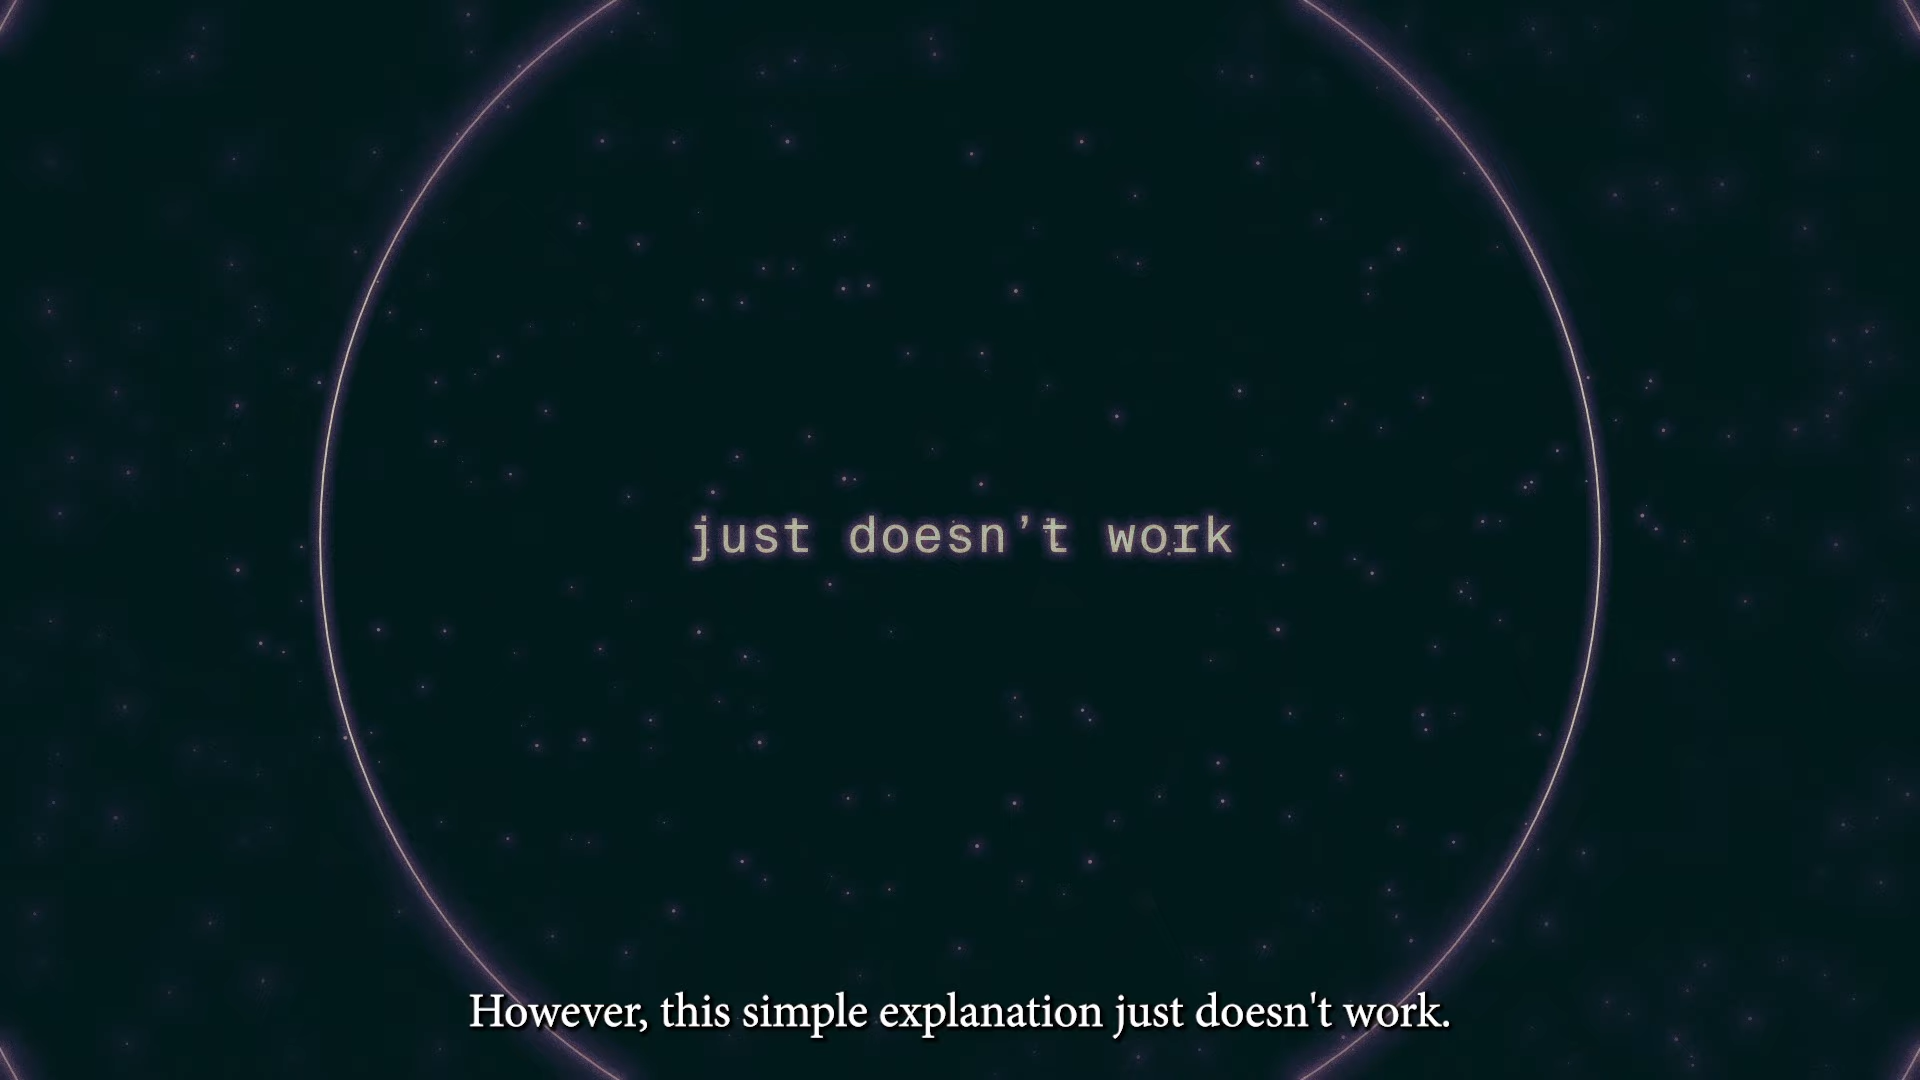 just doesn’t work
However, this simple explanation just doesn't work.